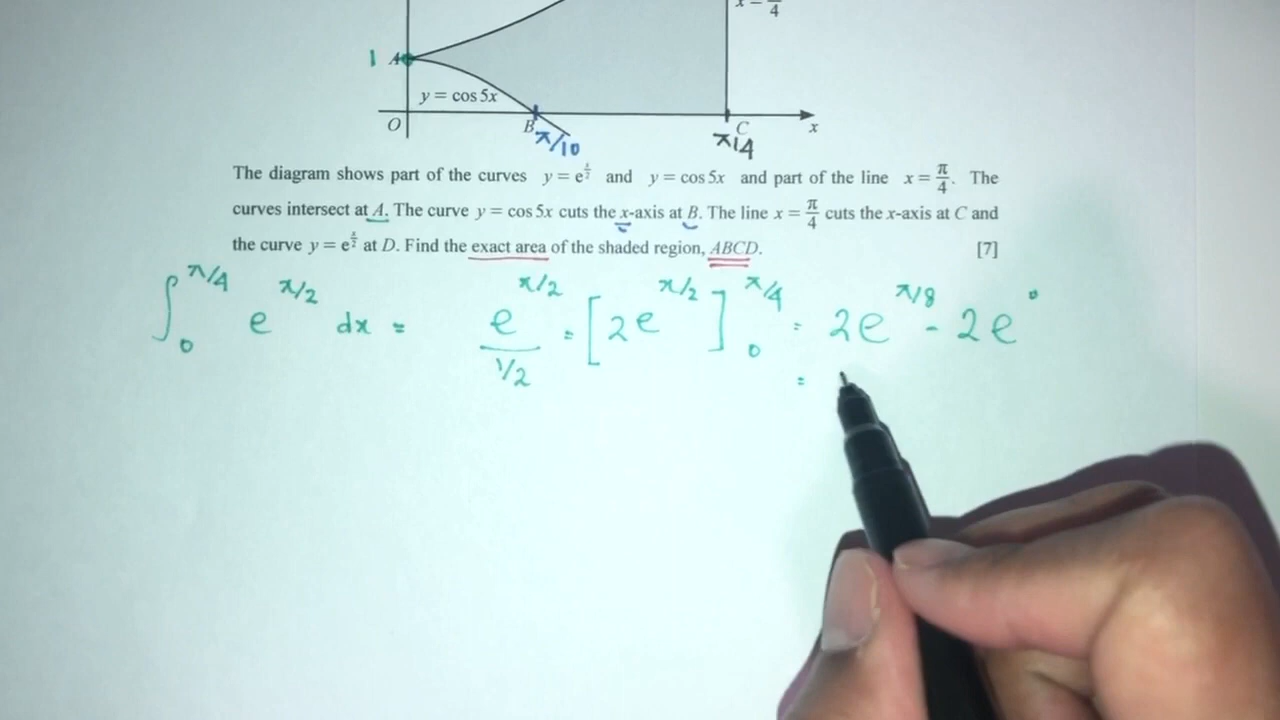 x = π/4
1 A
y = cos 5x
O B C x
π/10 π/4
The diagram shows part of the curves y = e^{x/2} and y = cos 5x and part of the line x = π/4. The
curves intersect at A. The curve y = cos 5x cuts the x-axis at B. The line x = π/4 cuts the x-axis at C and
the curve y = e^{x/2} at D. Find the exact area of the shaded region, ABCD. [7]
∫_0^{π/4} e^{x/2} dx = e^{x/2}/(1/2) = [2e^{x/2}]_0^{π/4} = 2e^{π/8} - 2e^0
=